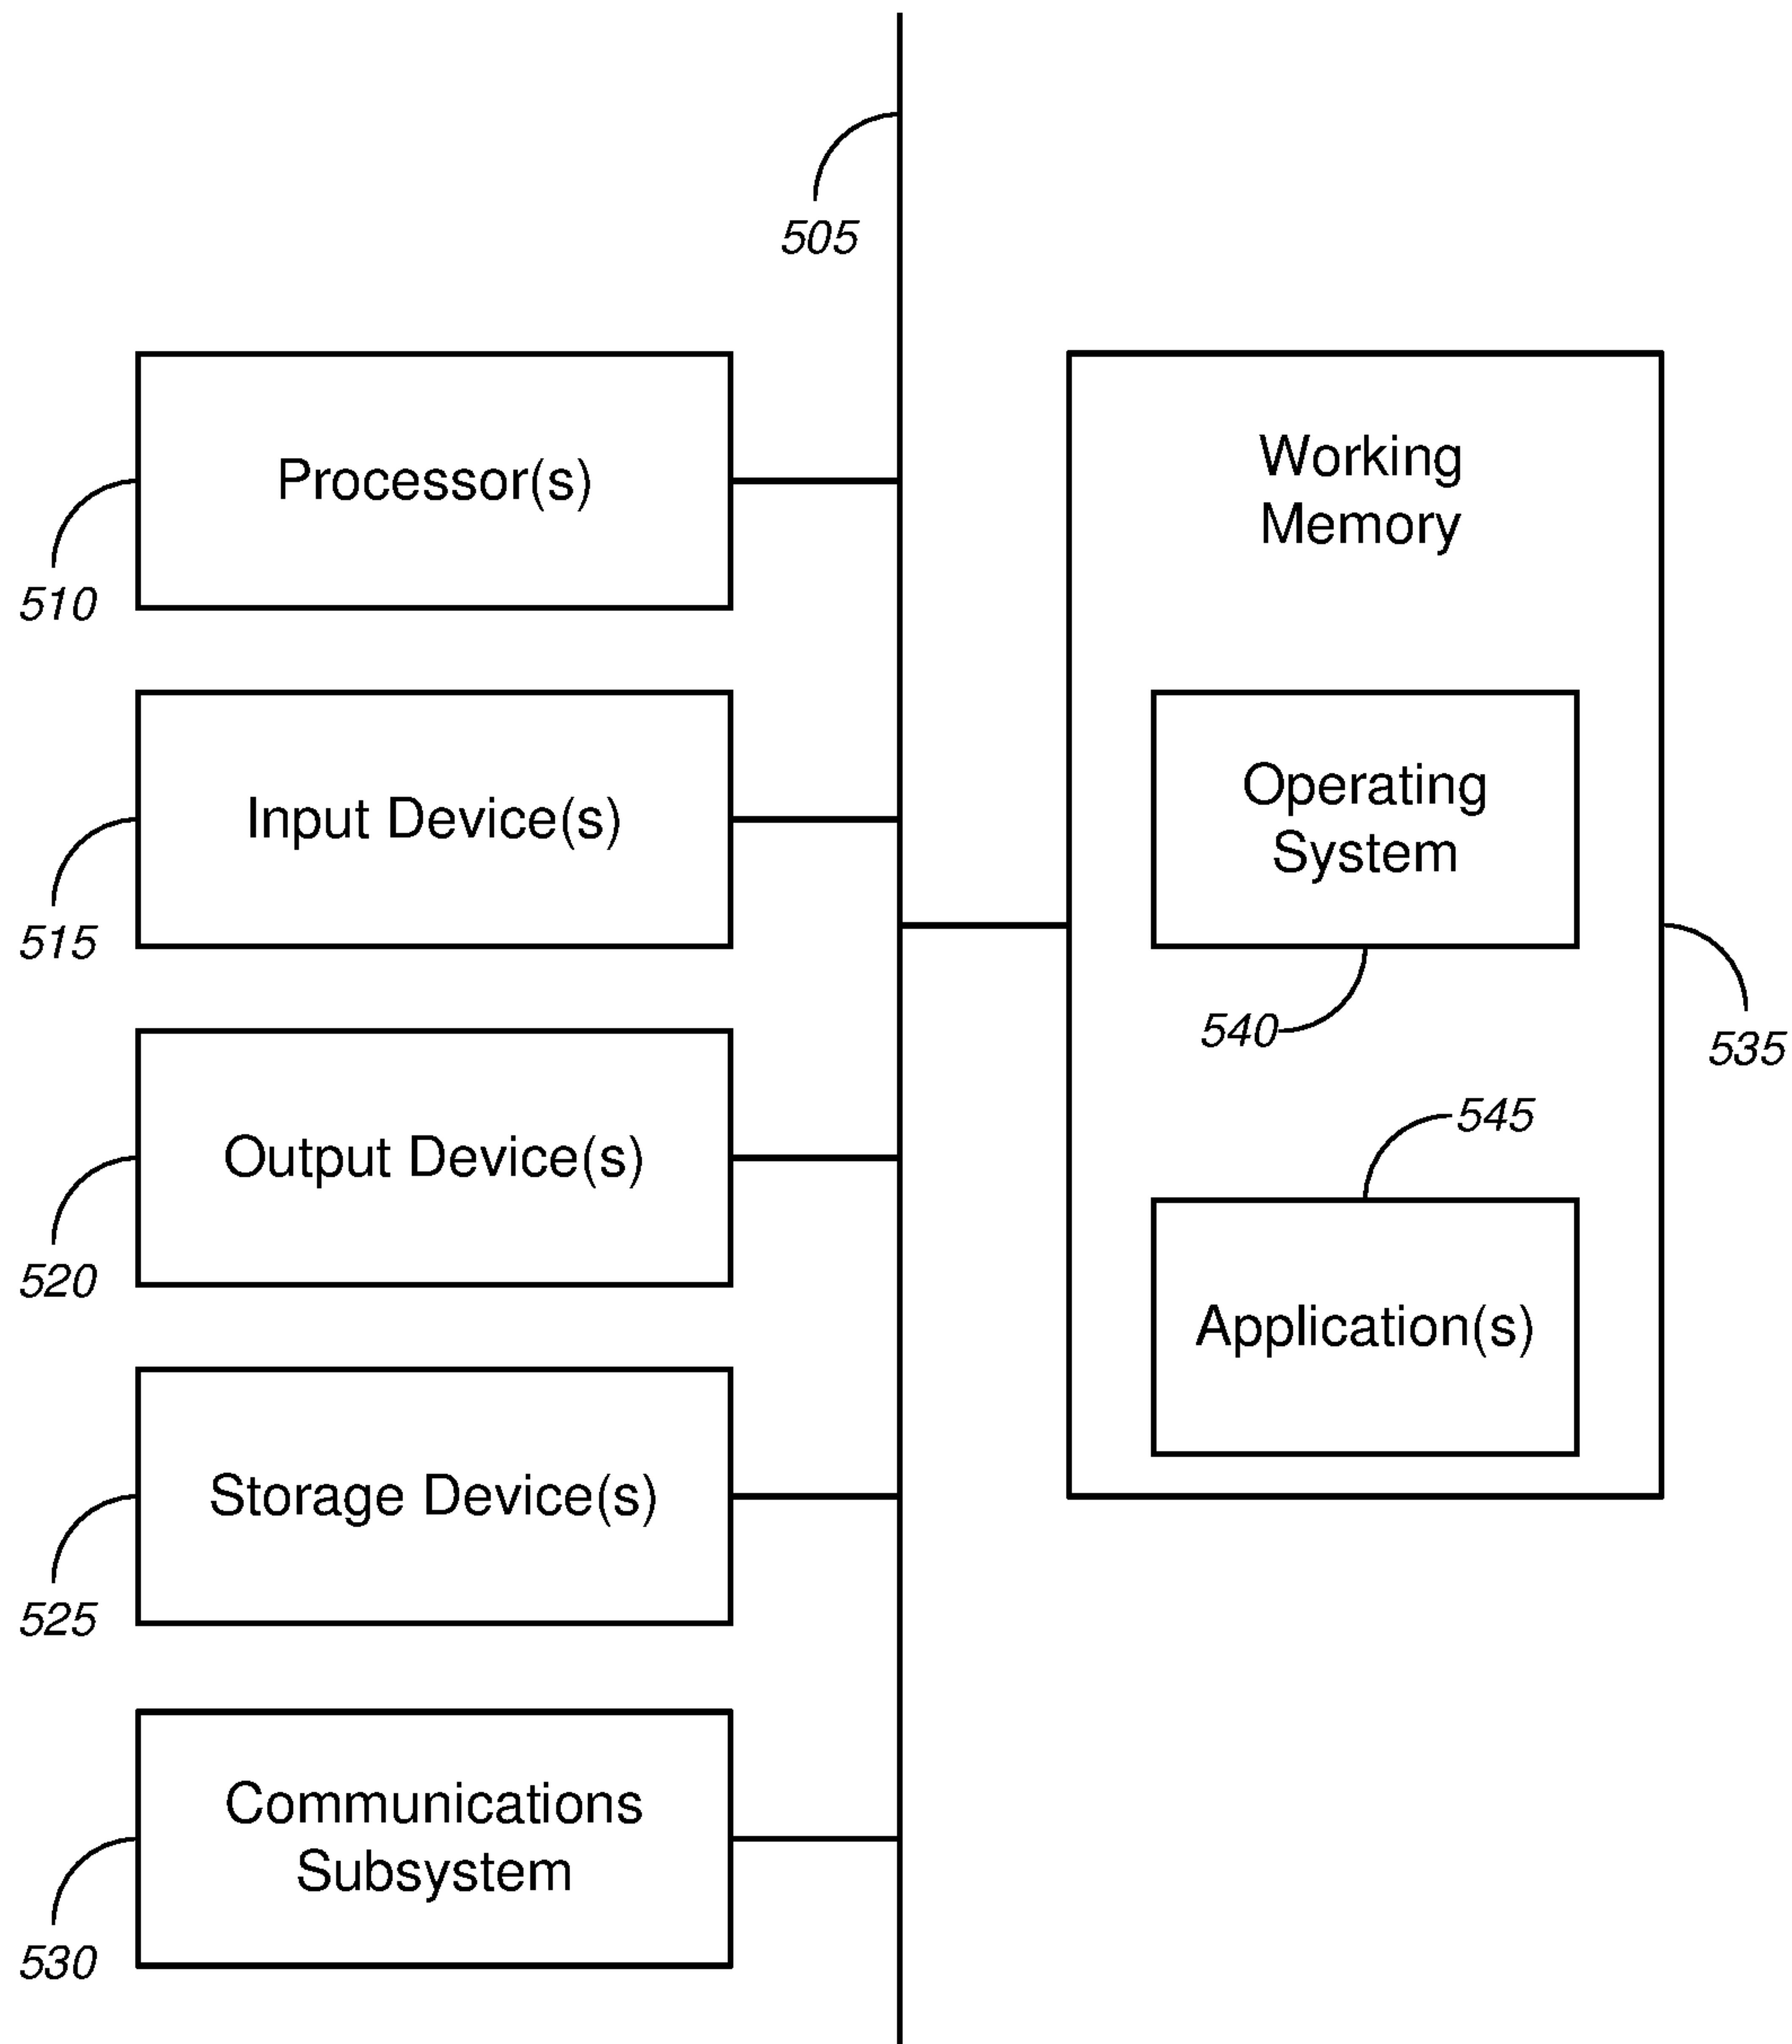 505
Processor(s)
510
Input Device(s)
515
Output Device(s)
520
Storage Device(s)
525
Communications
Subsystem
530
Working
Memory
Operating
System
540
535
545
Application(s)